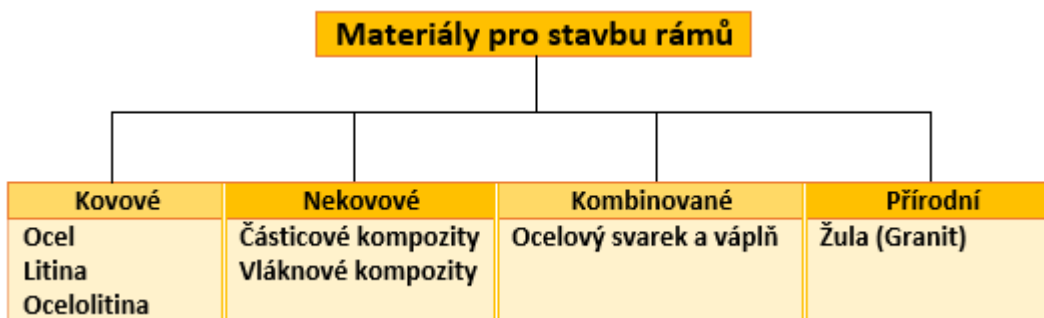 Materiály pro stavbu rámů
Kovové
Ocel
Litina
Ocelolitina
Nekovové
Částicové kompozity
Vláknové kompozity
Kombinované
Ocelový svarek a váplň
Přírodní
Žula (Granit)